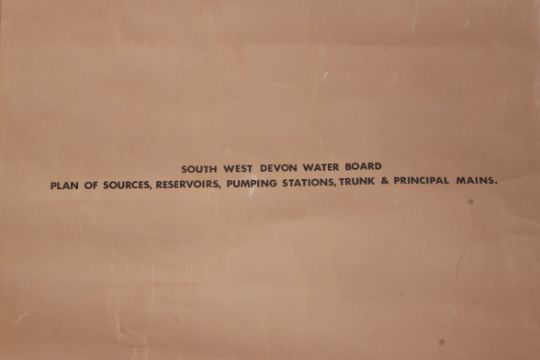 SOUTH WEST DEVON WATER BOARD
PLAN OF SOURCES, RESERVOIRS, PUMPING STATIONS, TRUNK & PRINCIPAL MAINS.